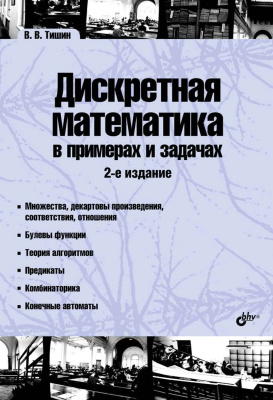 В. В. Тишин
Дискретная
математика
в примерах и задачах
2-е издание
Множества, декартовы произведения,
соответствия, отношения
Булевы функции
Теория алгоритмов
Предикаты
Комбинаторика
Конечные автоматы
bhv